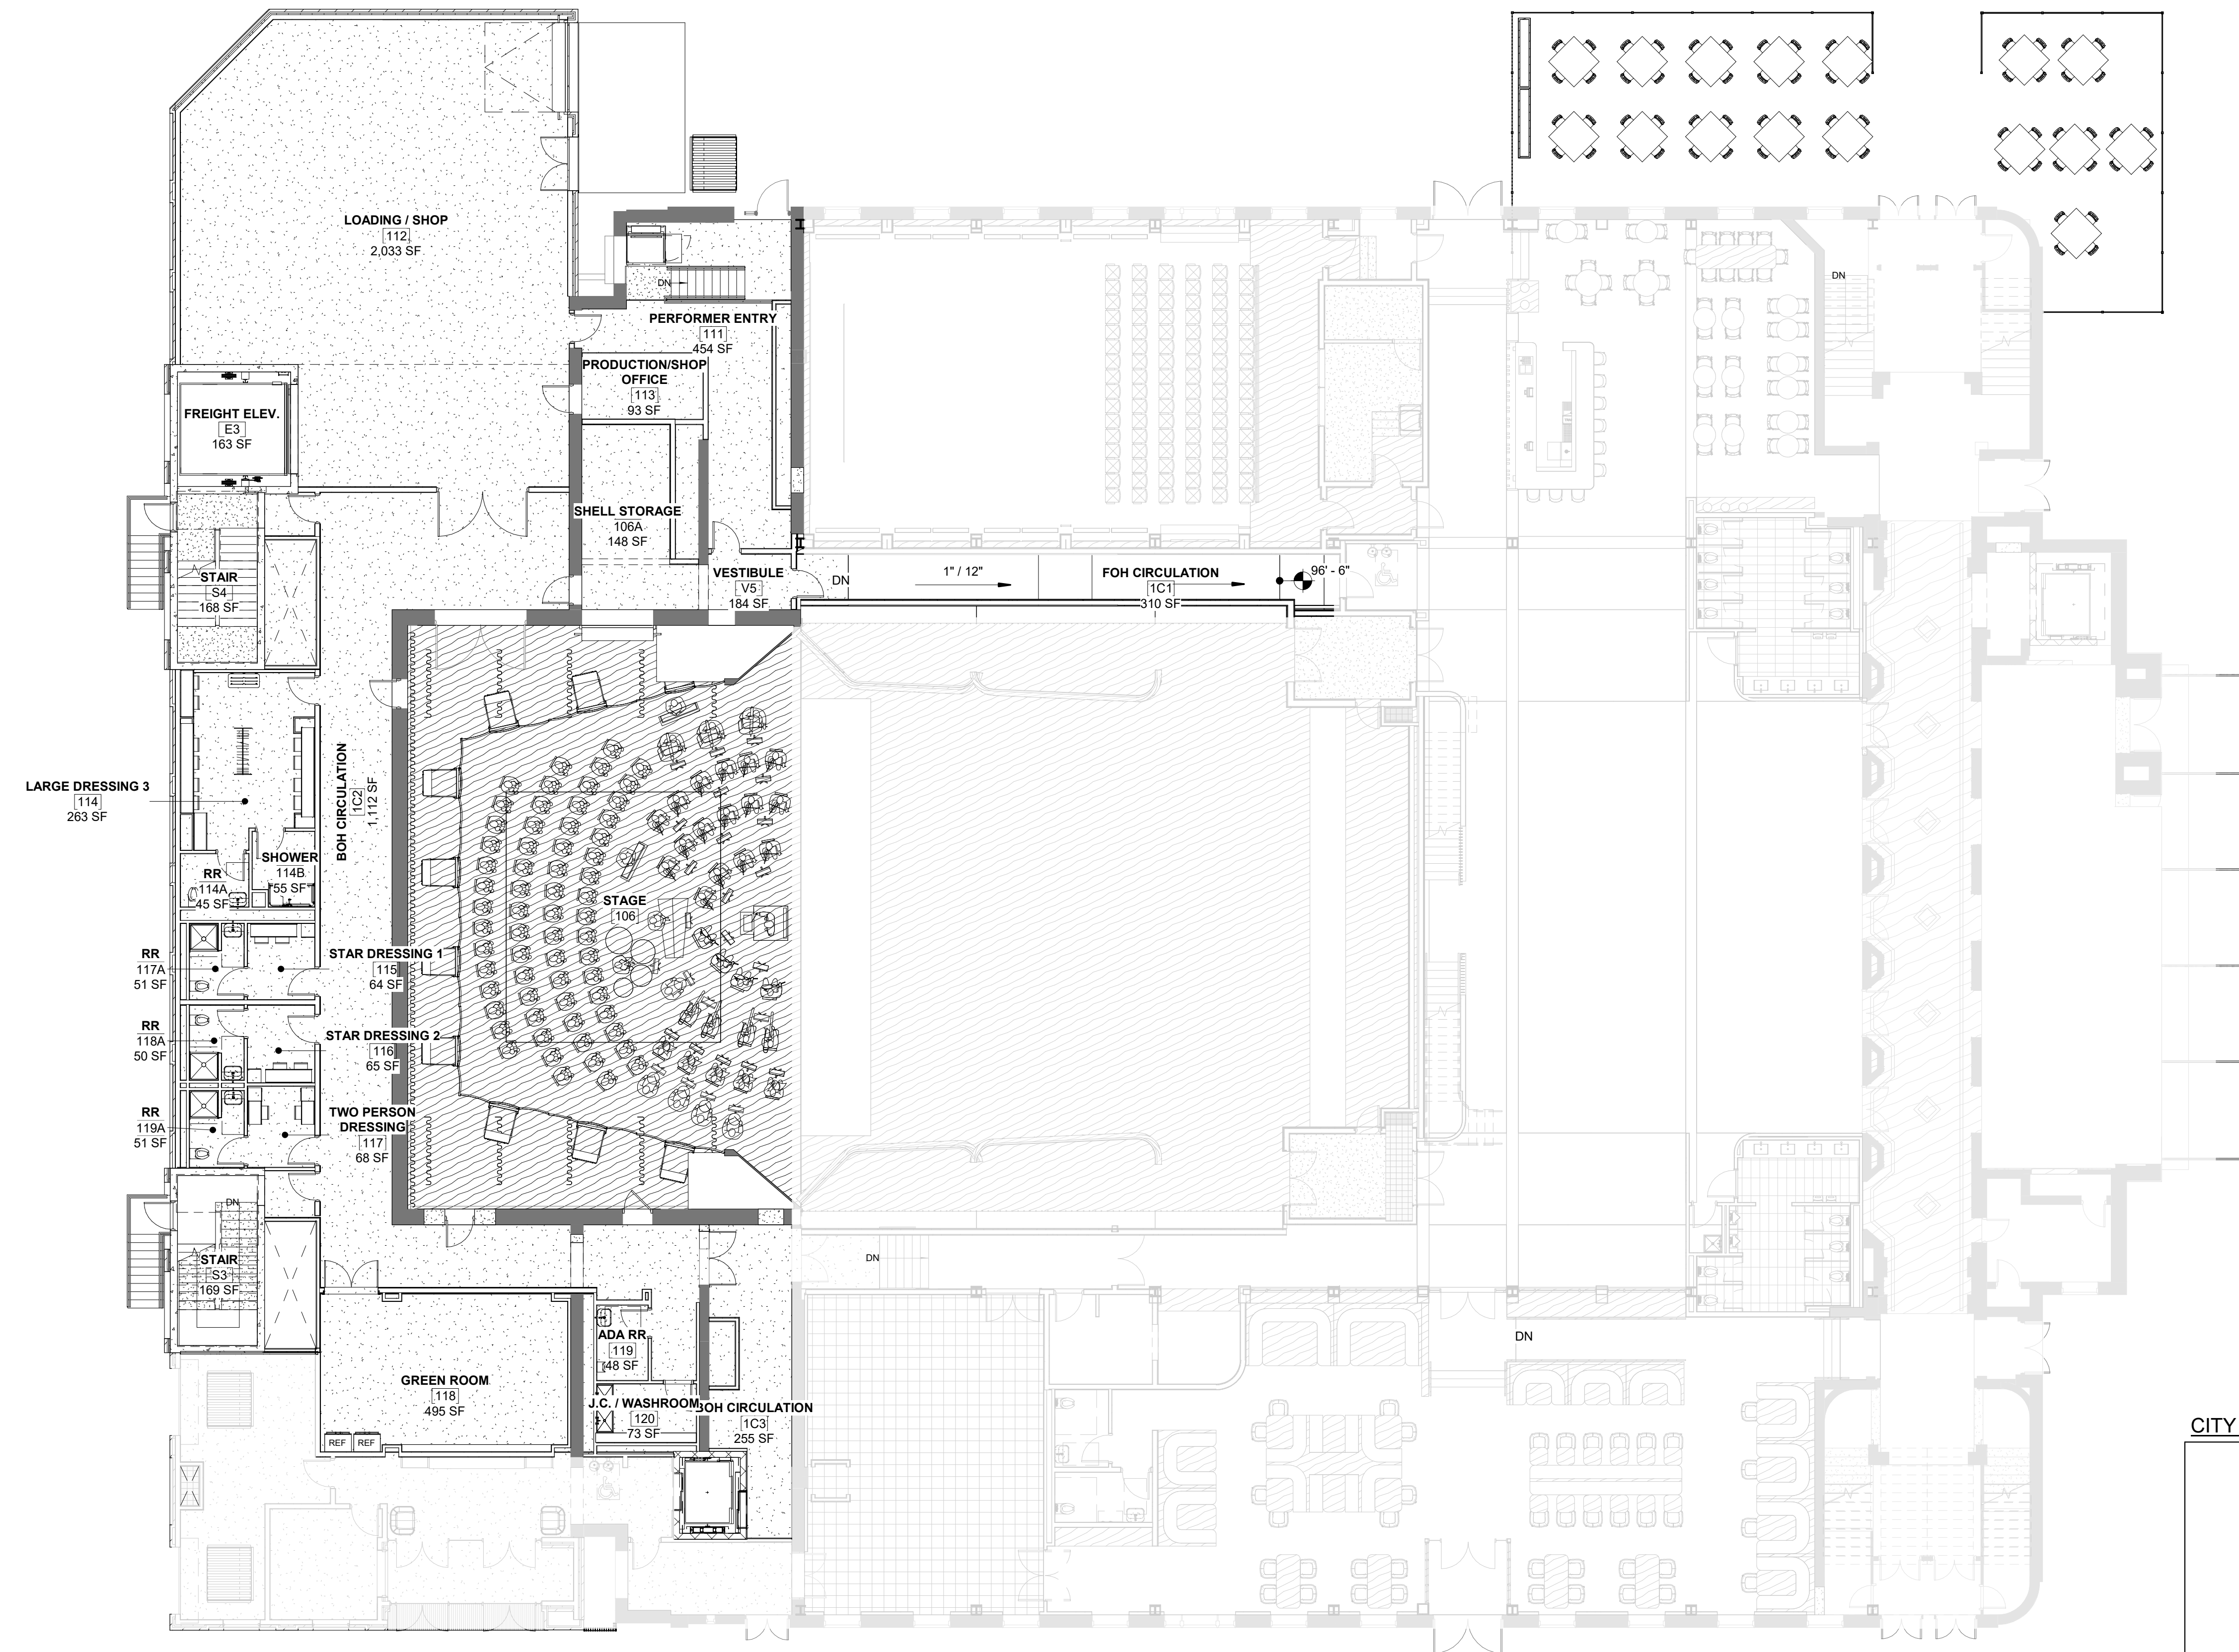 LOADING / SHOP
112
2,033 SF
DN
PERFORMER ENTRY
111
454 SF
PRODUCTION/SHOP
OFFICE
113
93 SF
FREIGHT ELEV.
E3
163 SF
SHELL STORAGE
106A
148 SF
STAIR
S4
168 SF
VESTIBULE
V5
184 SF
DN
1" / 12"
FOH CIRCULATION
1C1
310 SF
96' - 6"
DN
LARGE DRESSING 3
114
263 SF
BOH CIRCULATION
1C2
1,112 SF
SHOWER
114B
55 SF
RR
114A
45 SF
STAGE
106
RR
117A
51 SF
STAR DRESSING 1
115
64 SF
RR
118A
50 SF
STAR DRESSING 2
116
65 SF
RR
119A
51 SF
TWO PERSON
DRESSING
117
68 SF
DN
STAIR
S3
169 SF
DN
DN
ADA RR
119
48 SF
GREEN ROOM
118
495 SF
REF
REF
J.C. / WASHROOM
120
73 SF
BOH CIRCULATION
1C3
255 SF
CITY